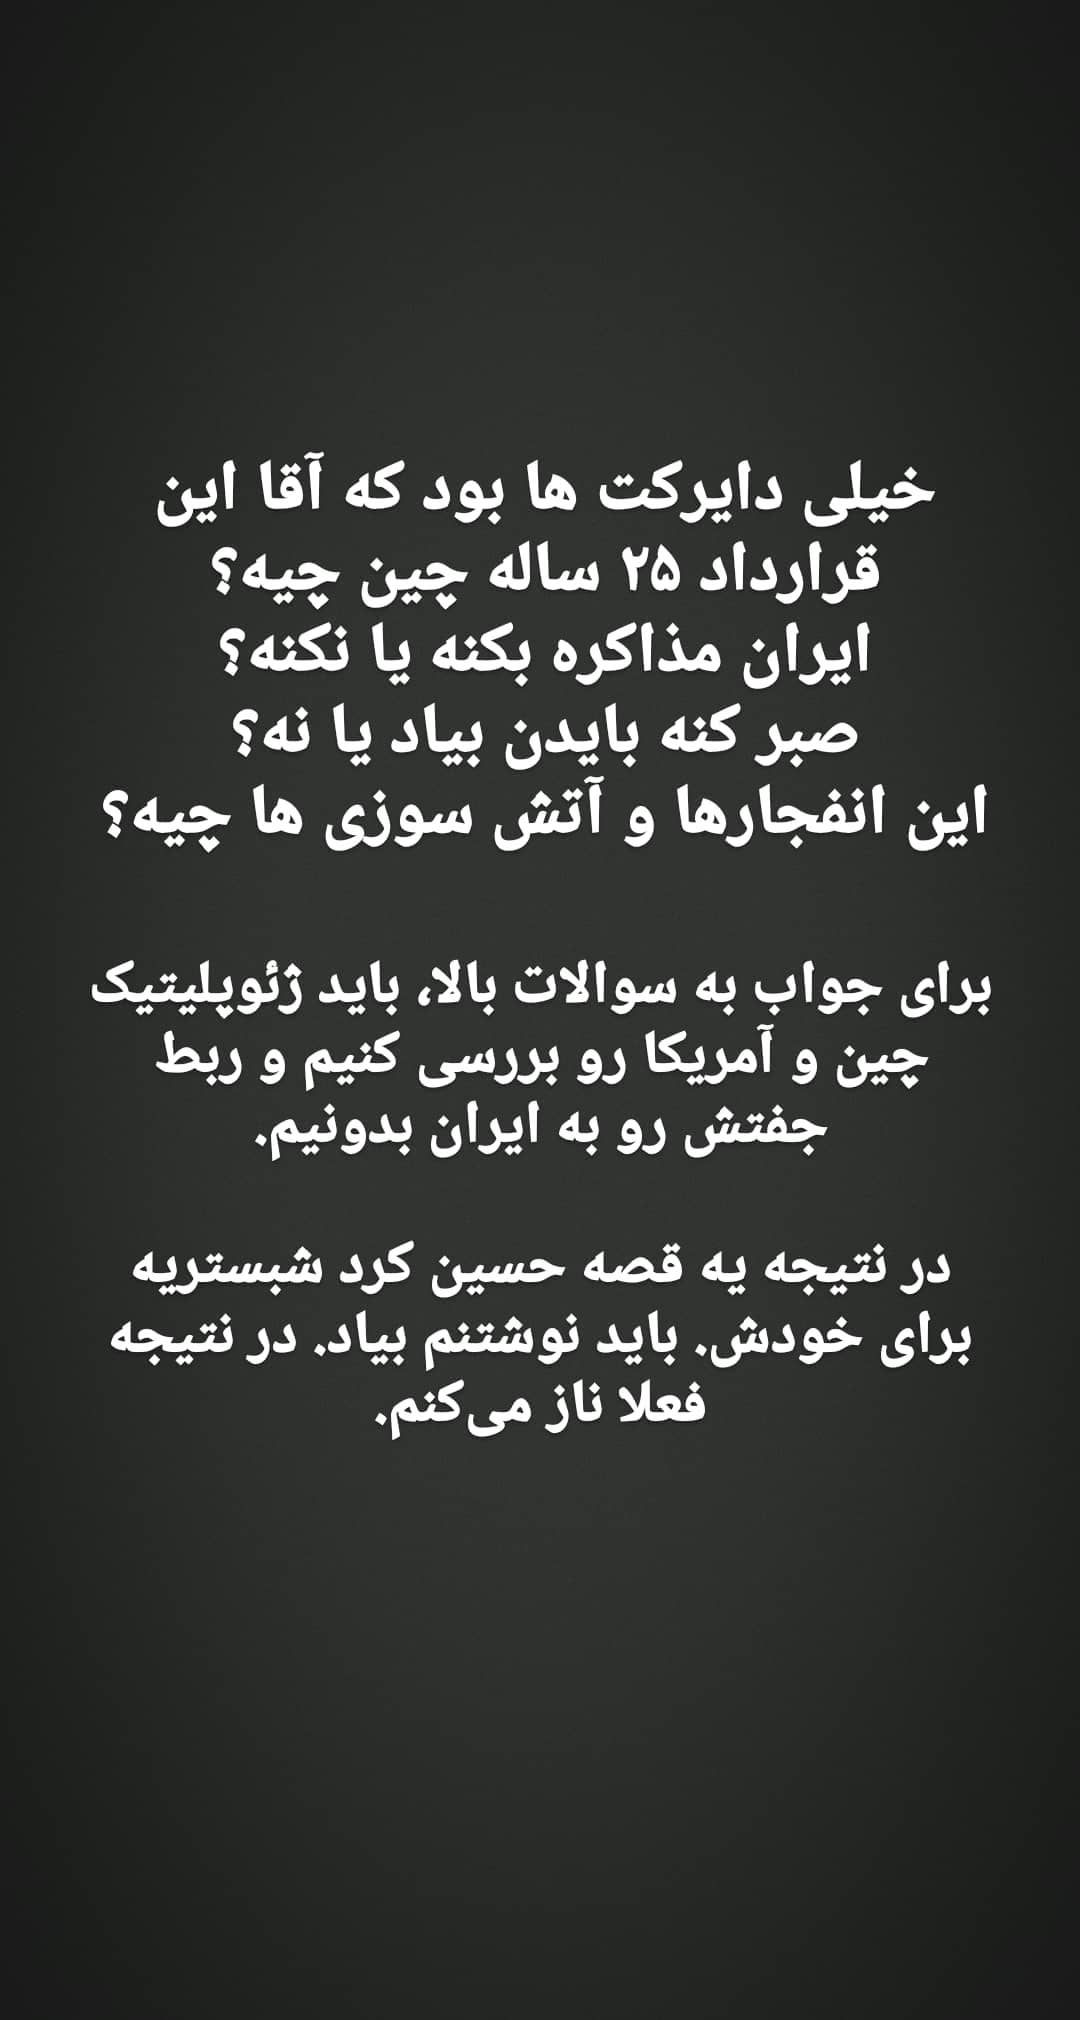 خیلی دایرکت ها بود که آقا این
قرارداد ۲۵ ساله چین چیه؟
ایران مذاکره بکنه یا نکنه؟
صبر کنه بایدن بیاد یا نه؟
این انفجارها و آتش سوزی ها چیه؟
برای جواب به سوالات بالا، باید ژئوپلیتیک
چین و آمریکا رو بررسی کنیم و ربط
جفتش رو به ایران بدونیم.
در نتیجه یه قصه حسین کرد شبستریه
برای خودش. باید نوشتنم بیاد. در نتیجه
فعلا ناز می‌کنم.